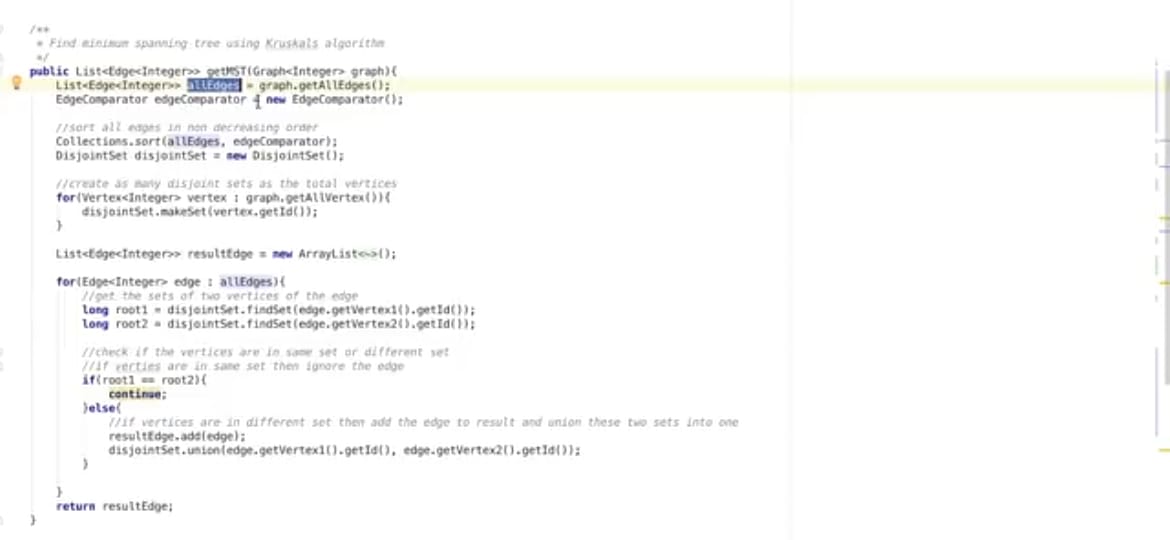 /**
* Find minimum spanning tree using Kruskals algorithm
*/
public List<Edge<Integer>> getMST(Graph<Integer> graph){
List<Edge<Integer>> allEdges = graph.getAllEdges();
EdgeComparator edgeComparator = new EdgeComparator();
//sort all edges in non decreasing order
Collections.sort(allEdges, edgeComparator);
DisjointSet disjointSet = new DisjointSet();
//create as many disjoint sets as the total vertices
for(Vertex<Integer> vertex : graph.getAllVertex()){
disjointSet.makeSet(vertex.getId());
}
List<Edge<Integer>> resultEdge = new ArrayList<~>();
for(Edge<Integer> edge : allEdges){
//get the sets of two vertices of the edge
long root1 = disjointSet.findSet(edge.getVertex1().getId());
long root2 = disjointSet.findSet(edge.getVertex2().getId());
//check if the vertices are in same set or different set
//if verties are in same set then ignore the edge
if(root1 == root2){
continue;
}else{
//if vertices are in different set then add the edge to result and union these two sets into one
resultEdge.add(edge);
disjointSet.union(edge.getVertex1().getId(), edge.getVertex2().getId());
}
}
return resultEdge;
}